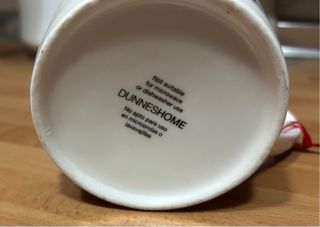 Not suitable
for microwave
or dishwasher use
DUNNESHOME
No apto para uso
en microondas o
lavavajillas